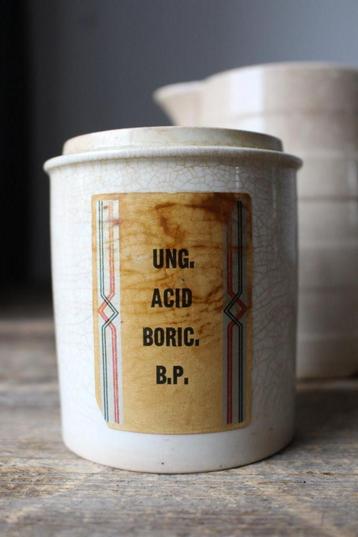 UNG.
ACID
BORIC.
B.P.